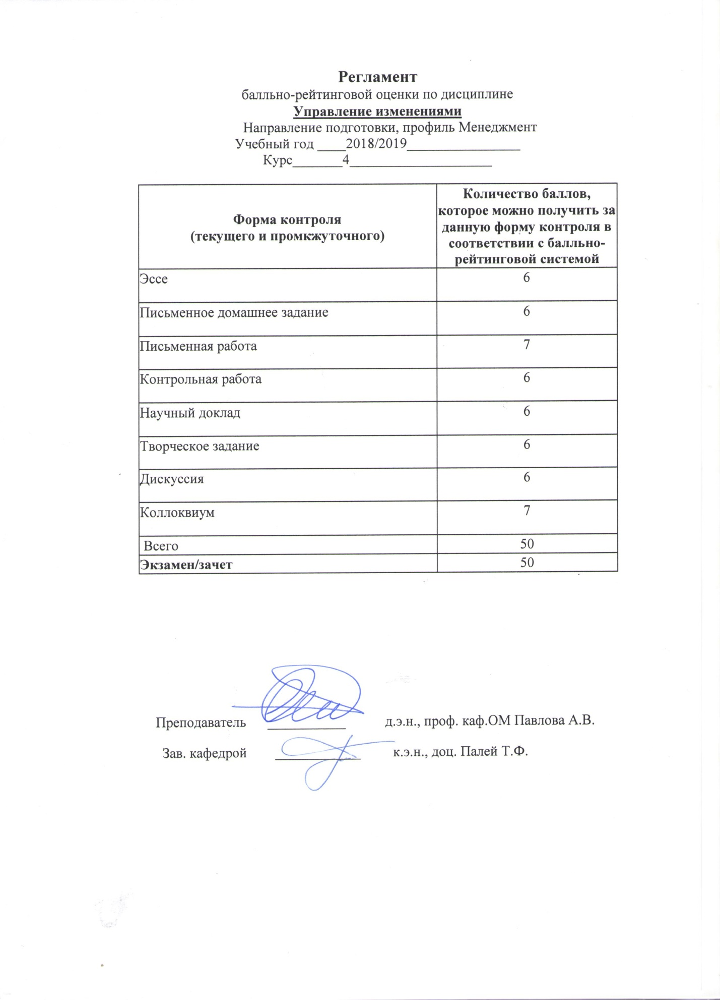 Регламент
балльно-рейтинговой оценки по дисциплине
Управление изменениями
Направление подготовки, профиль Менеджмент
Учебный год ____2018/2019________________
Курс_______4____________________
Форма контроля
(текущего и промкжуточного)
Количество баллов,
которое можно получить за
данную форму контроля в
соответствии с балльно-
рейтинговой системой
Эссе 6
Письменное домашнее задание 6
Письменная работа 7
Контрольная работа 6
Научный доклад 6
Творческое задание 6
Дискуссия 6
Коллоквиум 7
Всего 50
Экзамен/зачет 50
Преподаватель ___________ д.э.н., проф. каф.ОМ Павлова А.В.
Зав. кафедрой ____________ к.э.н., доц. Палей Т.Ф.